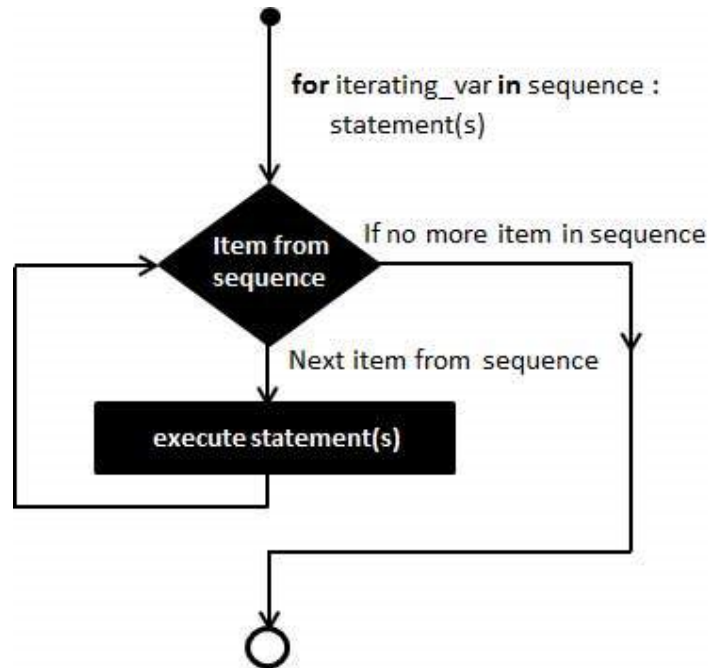 for iterating_var in sequence :
statement(s)
If no more item in sequence
Item from
sequence
Next item from sequence
execute statement(s)